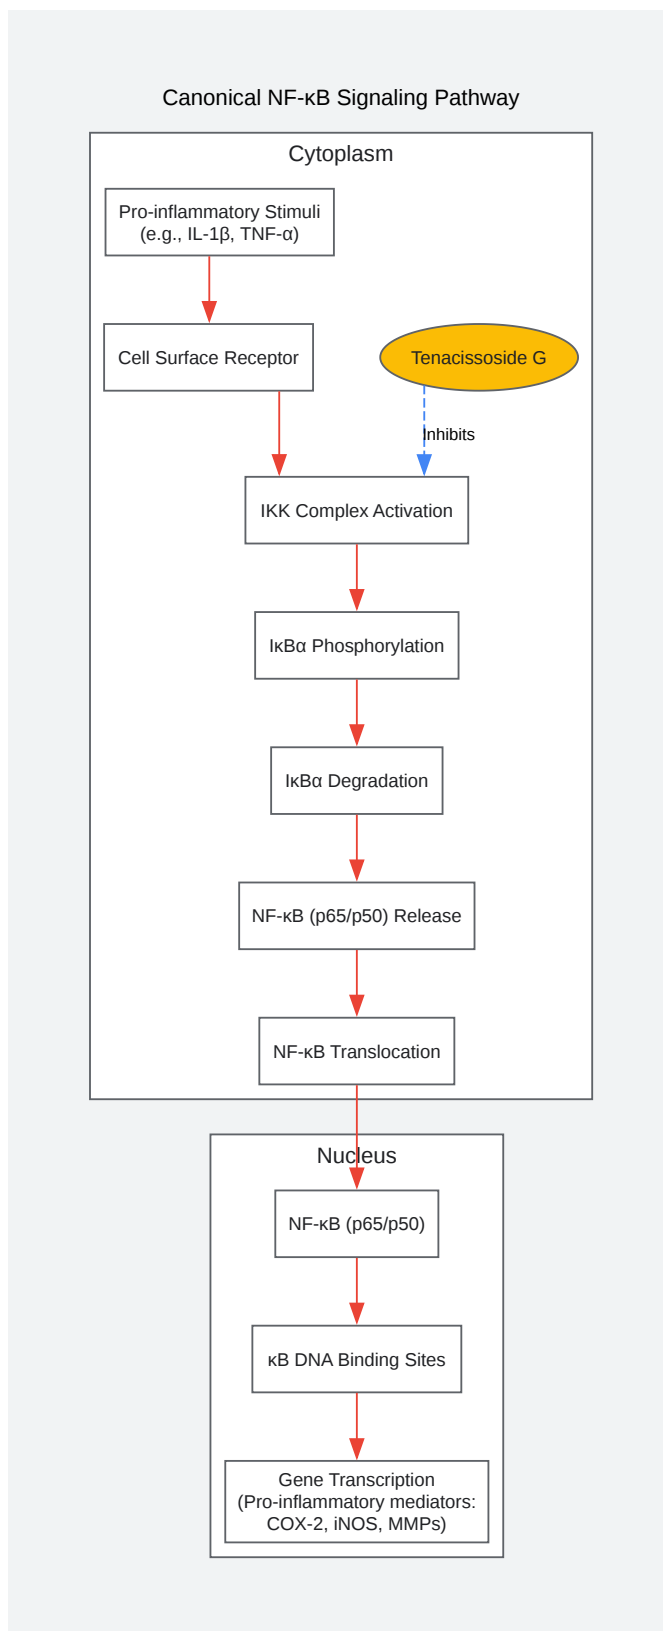 Canonical NF-κB Signaling Pathway
Cytoplasm
Pro-inflammatory Stimuli
(e.g., IL-1β, TNF-α)
Cell Surface Receptor
Tenacissoside G
Inhibits
IKK Complex Activation
IκBα Phosphorylation
IκBα Degradation
NF-κB (p65/p50) Release
NF-κB Translocation
Nucleus
NF-κB (p65/p50)
κB DNA Binding Sites
Gene Transcription
(Pro-inflammatory mediators:
COX-2, iNOS, MMPs)